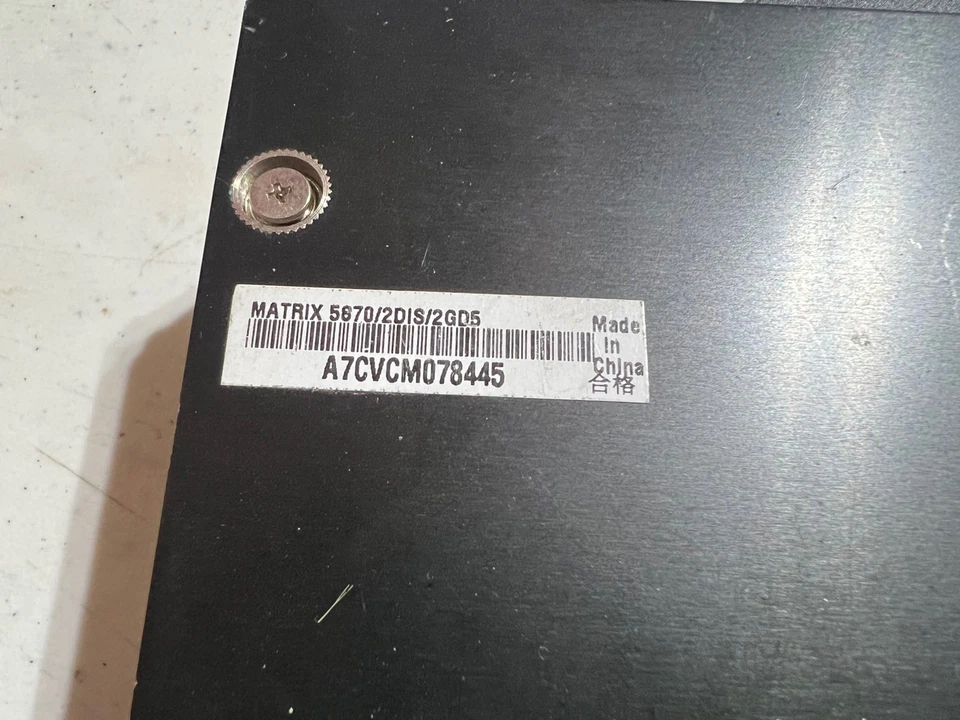 MATRIX 5870/2DIS/2GD5
A7CVCM078445
Made
In
China
合格